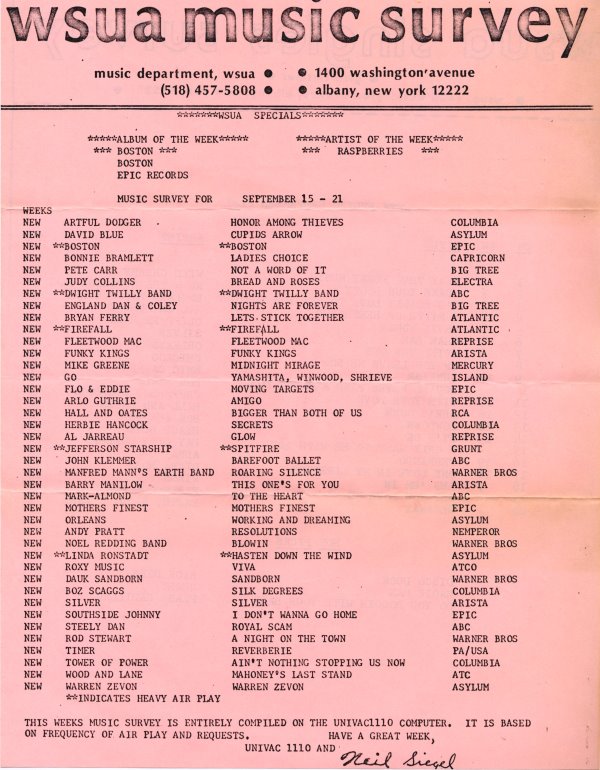 wsua music survey
music department, wsua ● ● 1400 washington avenue
(518) 457-5808 ● ● albany, new york 12222
*******WSUA SPECIALS*******
*****ALBUM OF THE WEEK***** *****ARTIST OF THE WEEK*****
*** BOSTON *** *** RASPBERRIES ***
BOSTON
EPIC RECORDS
MUSIC SURVEY FOR SEPTEMBER 15 - 21
WEEKS
NEW ARTFUL DODGER HONOR AMONG THIEVES COLUMBIA
NEW DAVID BLUE CUPIDS ARROW ASYLUM
NEW **BOSTON **BOSTON EPIC
NEW BONNIE BRAMLETT LADIES CHOICE CAPRICORN
NEW PETE CARR NOT A WORD OF IT BIG TREE
NEW JUDY COLLINS BREAD AND ROSES ELECTRA
NEW **DWIGHT TWILLY BAND **DWIGHT TWILLY BAND ABC
NEW ENGLAND DAN & COLEY NIGHTS ARE FOREVER BIG TREE
NEW BRYAN FERRY LETS STICK TOGETHER ATLANTIC
NEW **FIREFALL **FIREFALL ATLANTIC
NEW FLEETWOOD MAC FLEETWOOD MAC REPRISE
NEW FUNKY KINGS FUNKY KINGS ARISTA
NEW MIKE GREENE MIDNIGHT MIRAGE MERCURY
NEW GO YAMASHITA, WINWOOD, SHRIEVE ISLAND
NEW FLO & EDDIE MOVING TARGETS EPIC
NEW ARLO GUTHRIE AMIGO REPRISE
NEW HALL AND OATES BIGGER THAN BOTH OF US RCA
NEW HERBIE HANCOCK SECRETS COLUMBIA
NEW AL JARREAU GLOW REPRISE
NEW **JEFFERSON STARSHIP **SPITFIRE GRUNT
NEW JOHN KLEMMER BAREFOOT BALLET ABC
NEW MANFRED MANN'S EARTH BAND ROARING SILENCE WARNER BROS
NEW BARRY MANILOW THIS ONE'S FOR YOU ARISTA
NEW MARK-ALMOND TO THE HEART ABC
NEW MOTHERS FINEST MOTHERS FINEST EPIC
NEW ORLEANS WORKING AND DREAMING ASYLUM
NEW ANDY PRATT RESOLUTIONS NEMPEROR
NEW NOEL REDDING BAND BLOWIN WARNER BROS
NEW **LINDA RONSTADT **HASTEN DOWN THE WIND ASYLUM
NEW ROXY MUSIC VIVA ATCO
NEW DAUK SANDBORN SANDBORN WARNER BROS
NEW BOZ SCAGGS SILK DEGREES COLUMBIA
NEW SILVER SILVER ARISTA
NEW SOUTHSIDE JOHNNY I DON'T WANNA GO HOME EPIC
NEW STEELY DAN ROYAL SCAM ABC
NEW ROD STEWART A NIGHT ON THE TOWN WARNER BROS
NEW TIMER REVERBERIE PA/USA
NEW TOWER OF POWER AIN'T NOTHING STOPPING US NOW COLUMBIA
NEW WOOD AND LANE MAHONEY'S LAST STAND ATC
NEW WARREN ZEVON WARREN ZEVON ASYLUM
**INDICATES HEAVY AIR PLAY
THIS WEEKS MUSIC SURVEY IS ENTIRELY COMPILED ON THE UNIVAC1110 COMPUTER. IT IS BASED
ON FREQUENCY OF AIR PLAY AND REQUESTS. HAVE A GREAT WEEK,
UNIVAC 1110 AND Neil Siegel